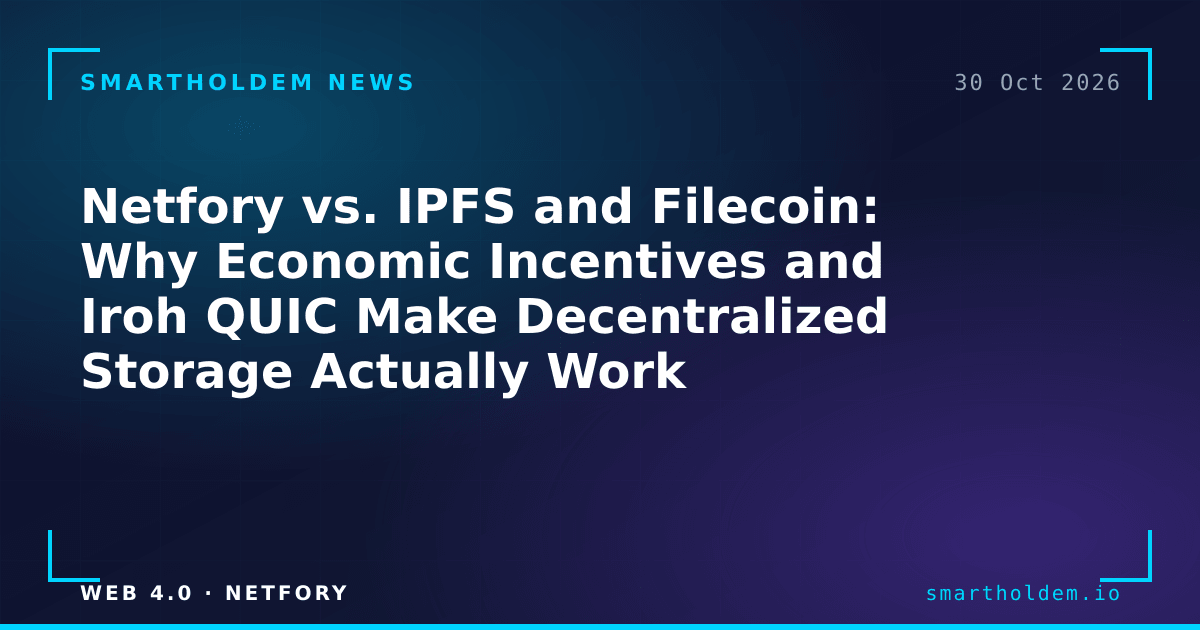 SMARTHOLDEM NEWS
30 Oct 2026
Netfory vs. IPFS and Filecoin:
Why Economic Incentives and
Iroh QUIC Make Decentralized
Storage Actually Work
WEB 4.0 · NETFORY
smartholdem.io